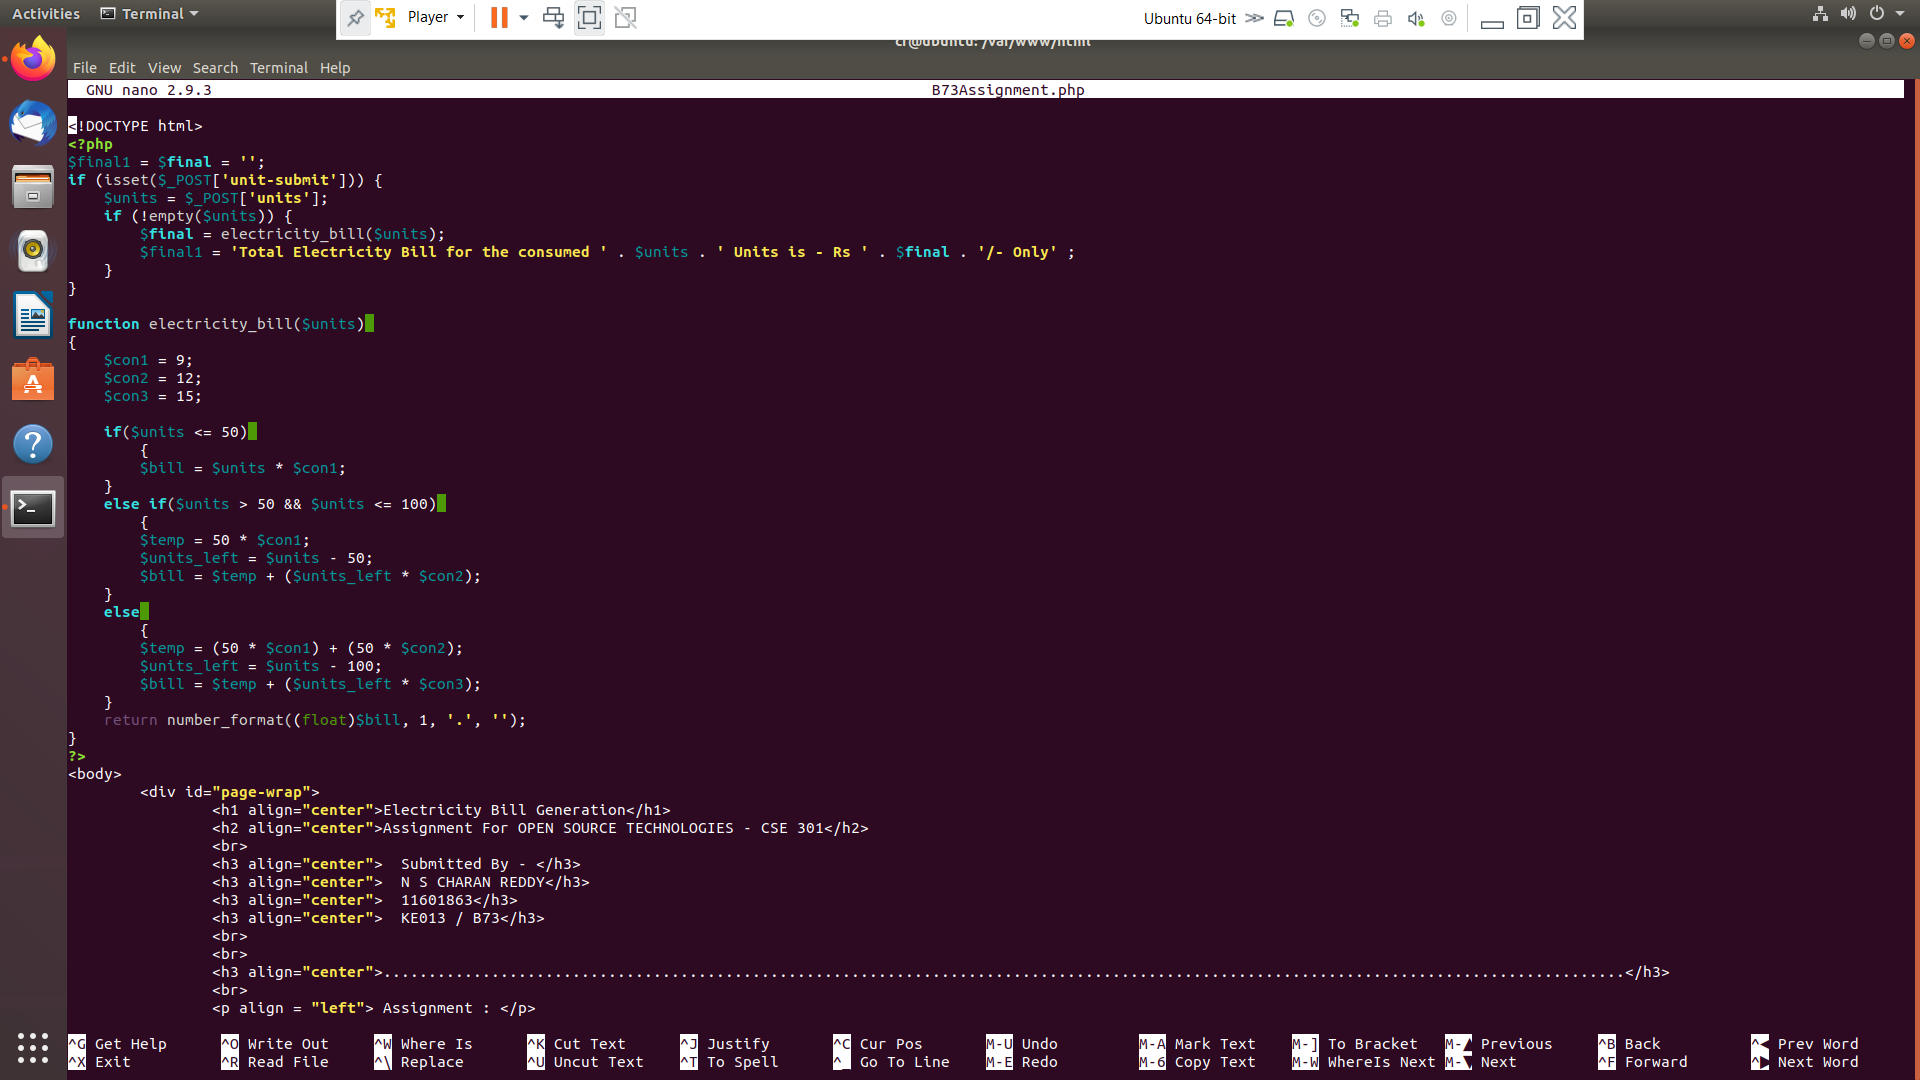 Activities Terminal
Player
Ubuntu 64-bit
cr@ubuntu: /var/www/html
File Edit View Search Terminal Help
GNU nano 2.9.3 B73Assignment.php
<!DOCTYPE html>
<?php
$final1 = $final = '';
if (isset($_POST['unit-submit'])) {
    $units = $_POST['units'];
    if (!empty($units)) {
        $final = electricity_bill($units);
        $final1 = 'Total Electricity Bill for the consumed ' . $units . ' Units is - Rs ' . $final . '/- Only' ;
    }
}
function electricity_bill($units)
{
    $con1 = 9;
    $con2 = 12;
    $con3 = 15;
    if($units <= 50)
        {
        $bill = $units * $con1;
    }
    else if($units > 50 && $units <= 100)
        {
        $temp = 50 * $con1;
        $units_left = $units - 50;
        $bill = $temp + ($units_left * $con2);
    }
    else
        {
        $temp = (50 * $con1) + (50 * $con2);
        $units_left = $units - 100;
        $bill = $temp + ($units_left * $con3);
    }
    return number_format((float)$bill, 1, '.', '');
}
?>
<body>
        <div id="page-wrap">
                <h1 align="center">Electricity Bill Generation</h1>
                <h2 align="center">Assignment For OPEN SOURCE TECHNOLOGIES - CSE 301</h2>
                <br>
                <h3 align="center">  Submitted By - </h3>
                <h3 align="center">  N S CHARAN REDDY</h3>
                <h3 align="center">  11601863</h3>
                <h3 align="center">  KE013 / B73</h3>
                <br>
                <br>
                <h3 align="center">..........................................................................................................................................</h3>
                <br>
                <p align = "left"> Assignment : </p>
^G Get Help ^O Write Out ^W Where Is ^K Cut Text ^J Justify ^C Cur Pos M-U Undo M-A Mark Text M-] To Bracket M-▲ Previous ^B Back ^◀ Prev Word
^X Exit ^R Read File ^\ Replace ^U Uncut Text ^T To Spell ^_ Go To Line M-E Redo M-6 Copy Text M-W WhereIs Next M-▼ Next ^F Forward ^▶ Next Word